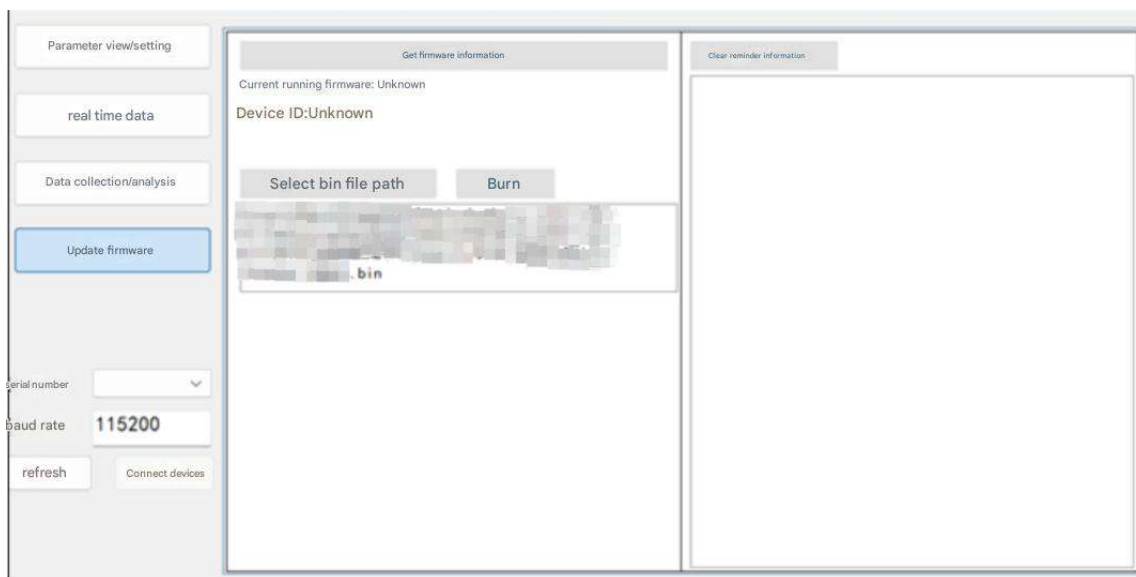 Parameter view/setting
real time data
Data collection/analysis
Update firmware
serial number
baud rate
115200
refresh
Connect devices
Get firmware information
Current running firmware: Unknown
Device ID:Unknown
Select bin file path
Burn
.bin
Clear reminder information